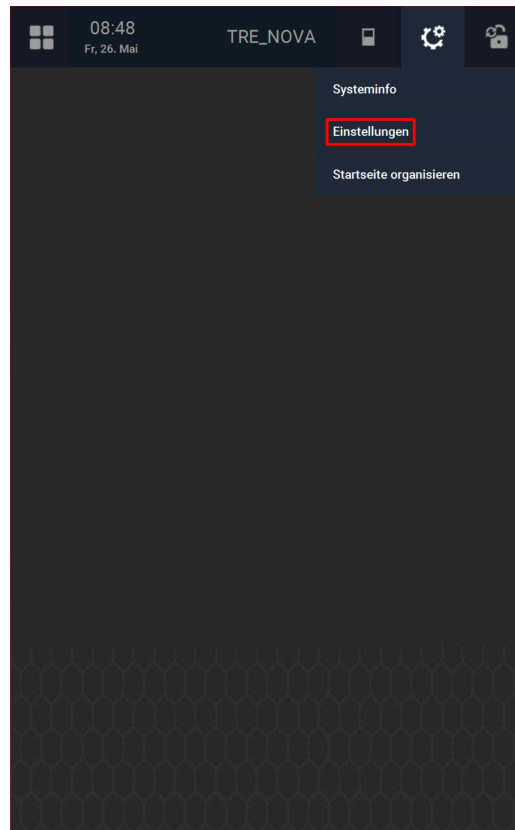 08:48
Fr, 26. Mai
TRE_NOVA
Systeminfo
Einstellungen
Startseite organisieren